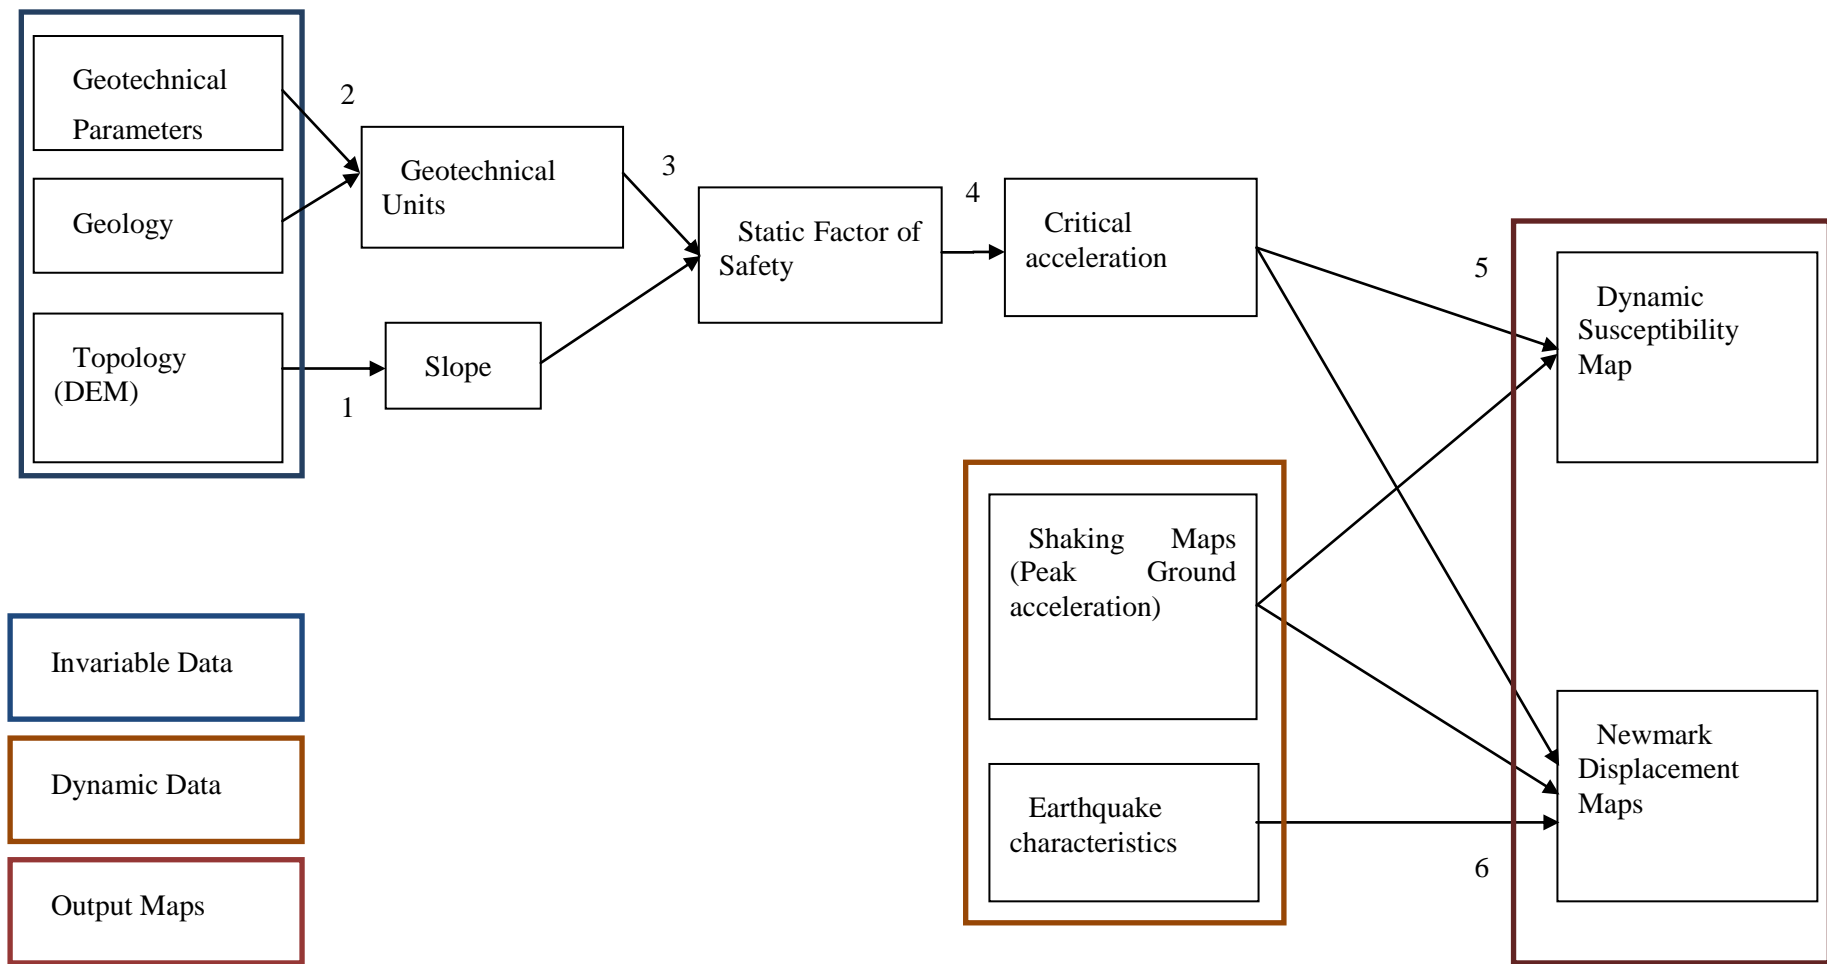 Geotechnical
Parameters
2
Geology
Geotechnical
Units
3
Topology
(DEM)
1
Slope
Static Factor of
Safety
4
Critical
acceleration
5
Dynamic
Susceptibility
Map
Shaking Maps
(Peak Ground
acceleration)
Earthquake
characteristics
6
Newmark
Displacement
Maps
Invariable Data
Dynamic Data
Output Maps